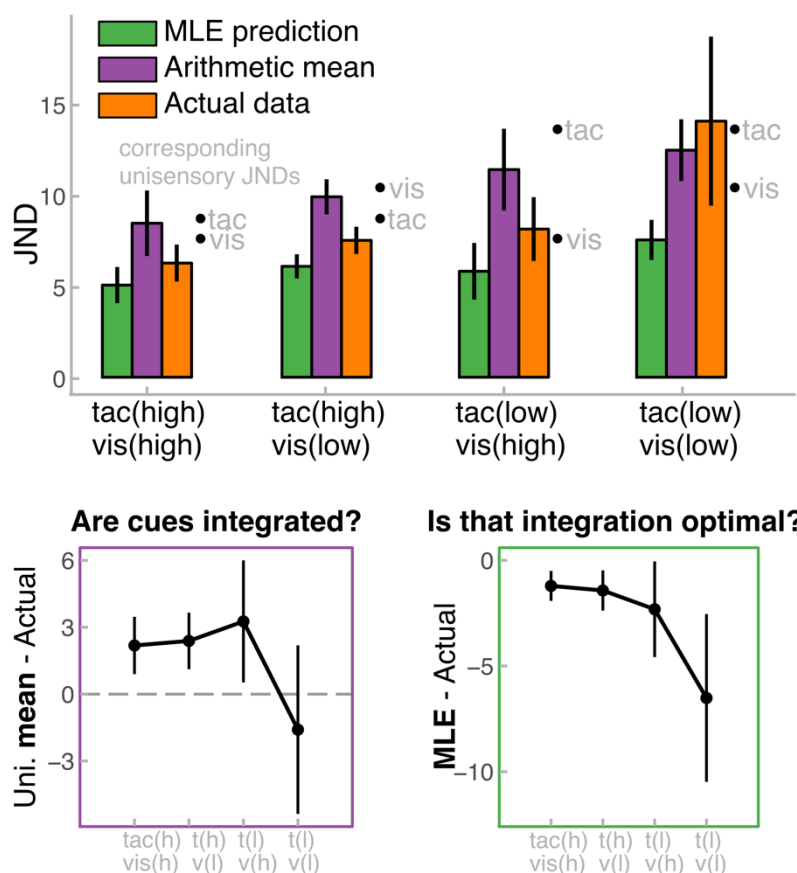 MLE prediction
Arithmetic mean
Actual data
corresponding
unisensory JNDs
JND
15
10
5
0
tac
vis
vis
tac
tac
vis
tac
vis
tac(high)
vis(high)
tac(high)
vis(low)
tac(low)
vis(high)
tac(low)
vis(low)
Are cues integrated?
Uni. mean - Actual
6
3
0
−3
tac(h)
vis(h)
t(h)
v(l)
t(l)
v(h)
t(l)
v(l)
Is that integration optimal?
MLE - Actual
0
−5
−10
tac(h)
vis(h)
t(h)
v(l)
t(l)
v(h)
t(l)
v(l)